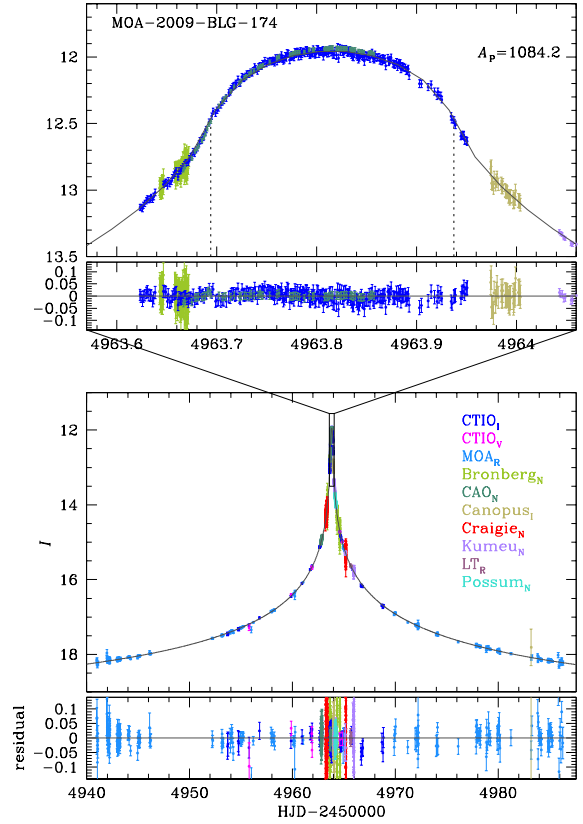 MOA-2009-BLG-174
A_P=1084.2
12
12.5
13
13.5
0.1
0.05
0
−0.05
−0.1
4963.6 4963.7 4963.8 4963.9 4964
12
14
16
18
I
CTIO_I
CTIO_V
MOA_R
Bronberg_N
CAO_N
Canopus_I
Craigie_N
Kumeu_N
LT_R
Possum_N
residual
0.1
0.05
0
−0.05
−0.1
4940 4950 4960 4970 4980
HJD−2450000